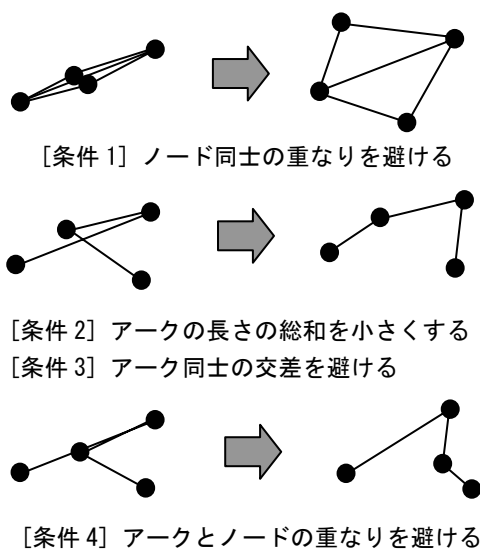 [条件1] ノード同士の重なりを避ける
[条件2] アークの長さの総和を小さくする
[条件3] アーク同士の交差を避ける
[条件4] アークとノードの重なりを避ける